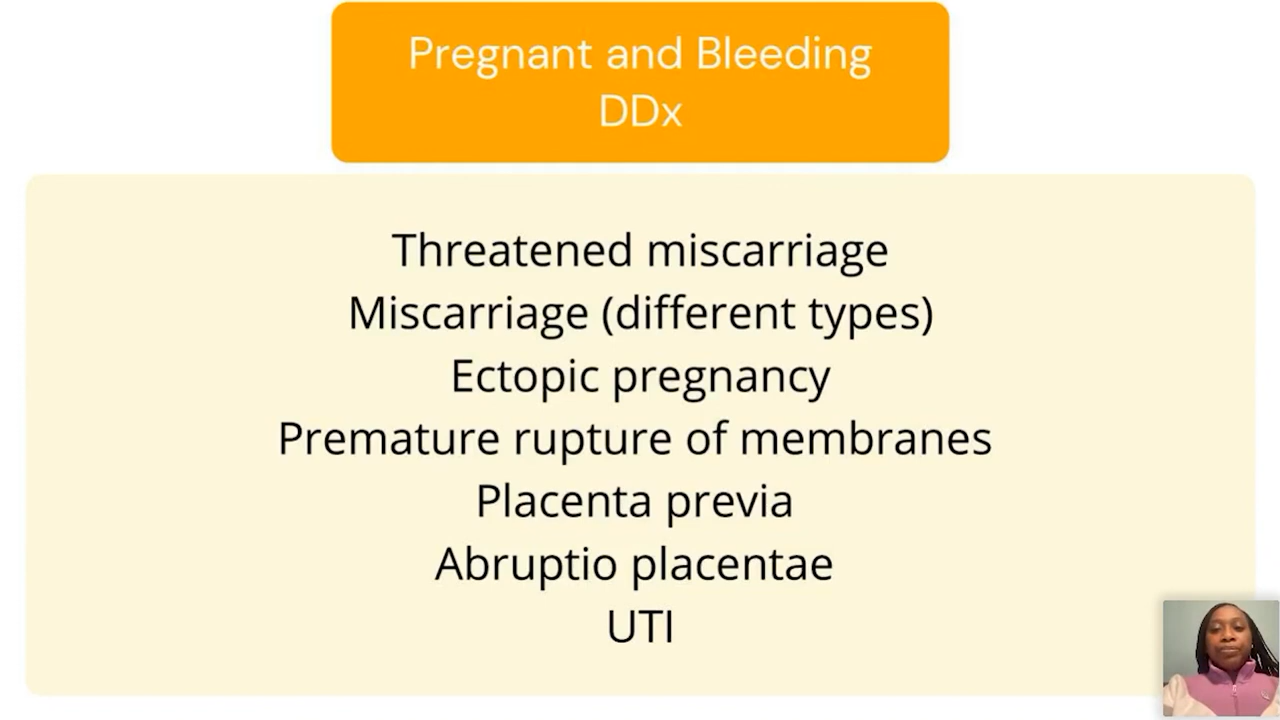 Pregnant and Bleeding
DDx
Threatened miscarriage
Miscarriage (different types)
Ectopic pregnancy
Premature rupture of membranes
Placenta previa
Abruptio placentae
UTI